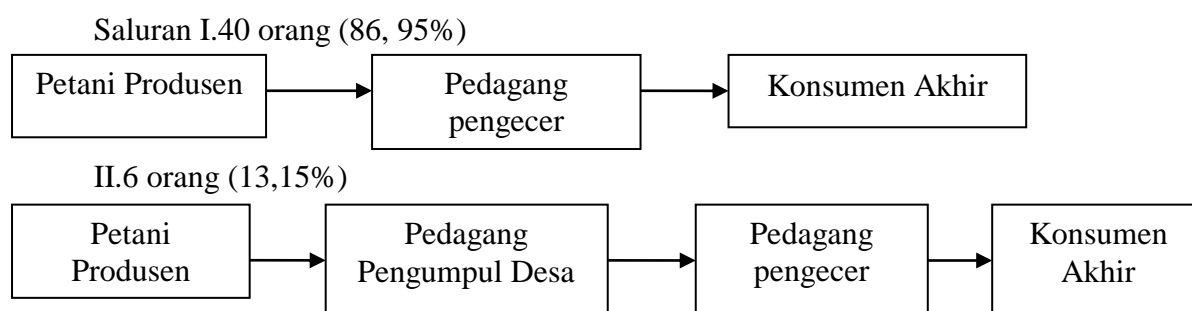 Saluran I.40 orang (86, 95%)
Petani Produsen
Pedagang
pengecer
Konsumen Akhir
II.6 orang (13,15%)
Petani
Produsen
Pedagang
Pengumpul Desa
Pedagang
pengecer
Konsumen
Akhir